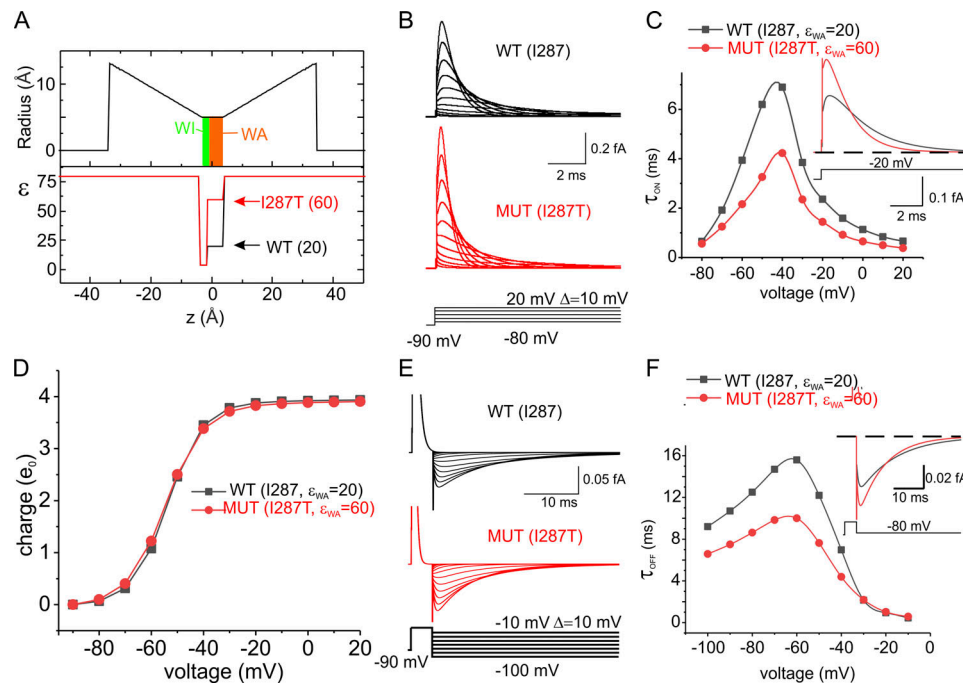 A
Radius (Å)
10
5
0
WI
WA
ε
75
50
25
0
I287T (60)
WT (20)
-40 -20 0 20 40
z (Å)
B
WT (I287)
0.2 fA
2 ms
MUT (I287T)
20 mV Δ=10 mV
-90 mV
-80 mV
C
WT (I287, εWA=20)
MUT (I287T, εWA=60)
τON (ms)
6
4
2
0
-20 mV
0.1 fA
2 ms
-80 -60 -40 -20 0 20
voltage (mV)
D
charge (e0)
4
3
2
1
0
WT (I287, εWA=20)
MUT (I287T, εWA=60)
-80 -60 -40 -20 0 20
voltage (mV)
E
WT (I287)
0.05 fA
10 ms
MUT (I287T)
-10 mV Δ=10 mV
-90 mV
-100 mV
F
WT (I287, εWA=20)
MUT (I287T, εWA=60)
τOFF (ms)
16
12
8
4
0
0.02 fA
10 ms
-80 mV
-100 -80 -60 -40 -20 0
voltage (mV)